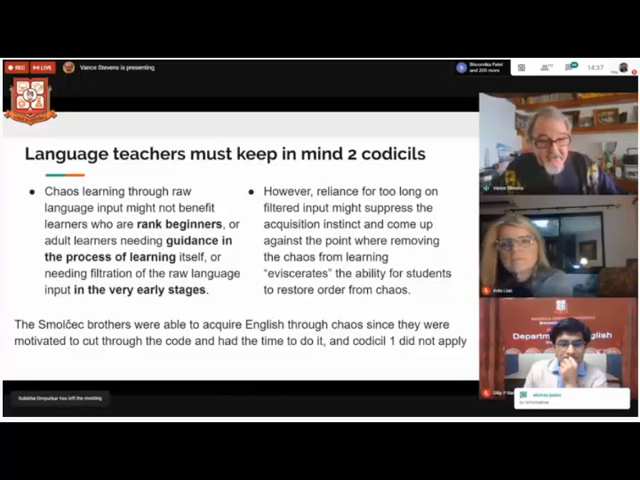 REC
LIVE
Vance Stevens is presenting
and 206 more
14:37
Language teachers must keep in mind 2 codicils
● Chaos learning through raw
language input might not benefit
learners who are rank beginners, or
adult learners needing guidance in
the process of learning itself, or
needing filtration of the raw language
input in the very early stages.
● However, reliance for too long on
filtered input might suppress the
acquisition instinct and come up
against the point where removing
the chaos from learning
“eviscerates” the ability for students
to restore order from chaos.
The Smolčec brothers were able to acquire English through chaos since they were
motivated to cut through the code and had the time to do it, and codicil 1 did not apply
Vance Stevens
has left the meeting